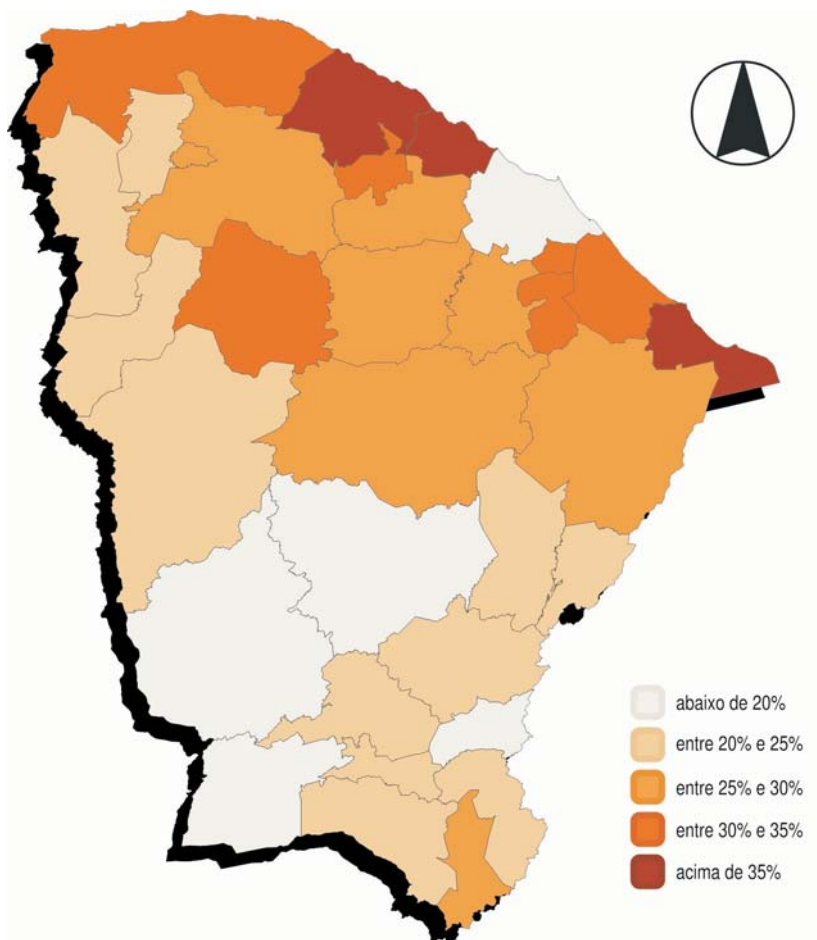 abaixo de 20%
entre 20% e 25%
entre 25% e 30%
entre 30% e 35%
acima de 35%